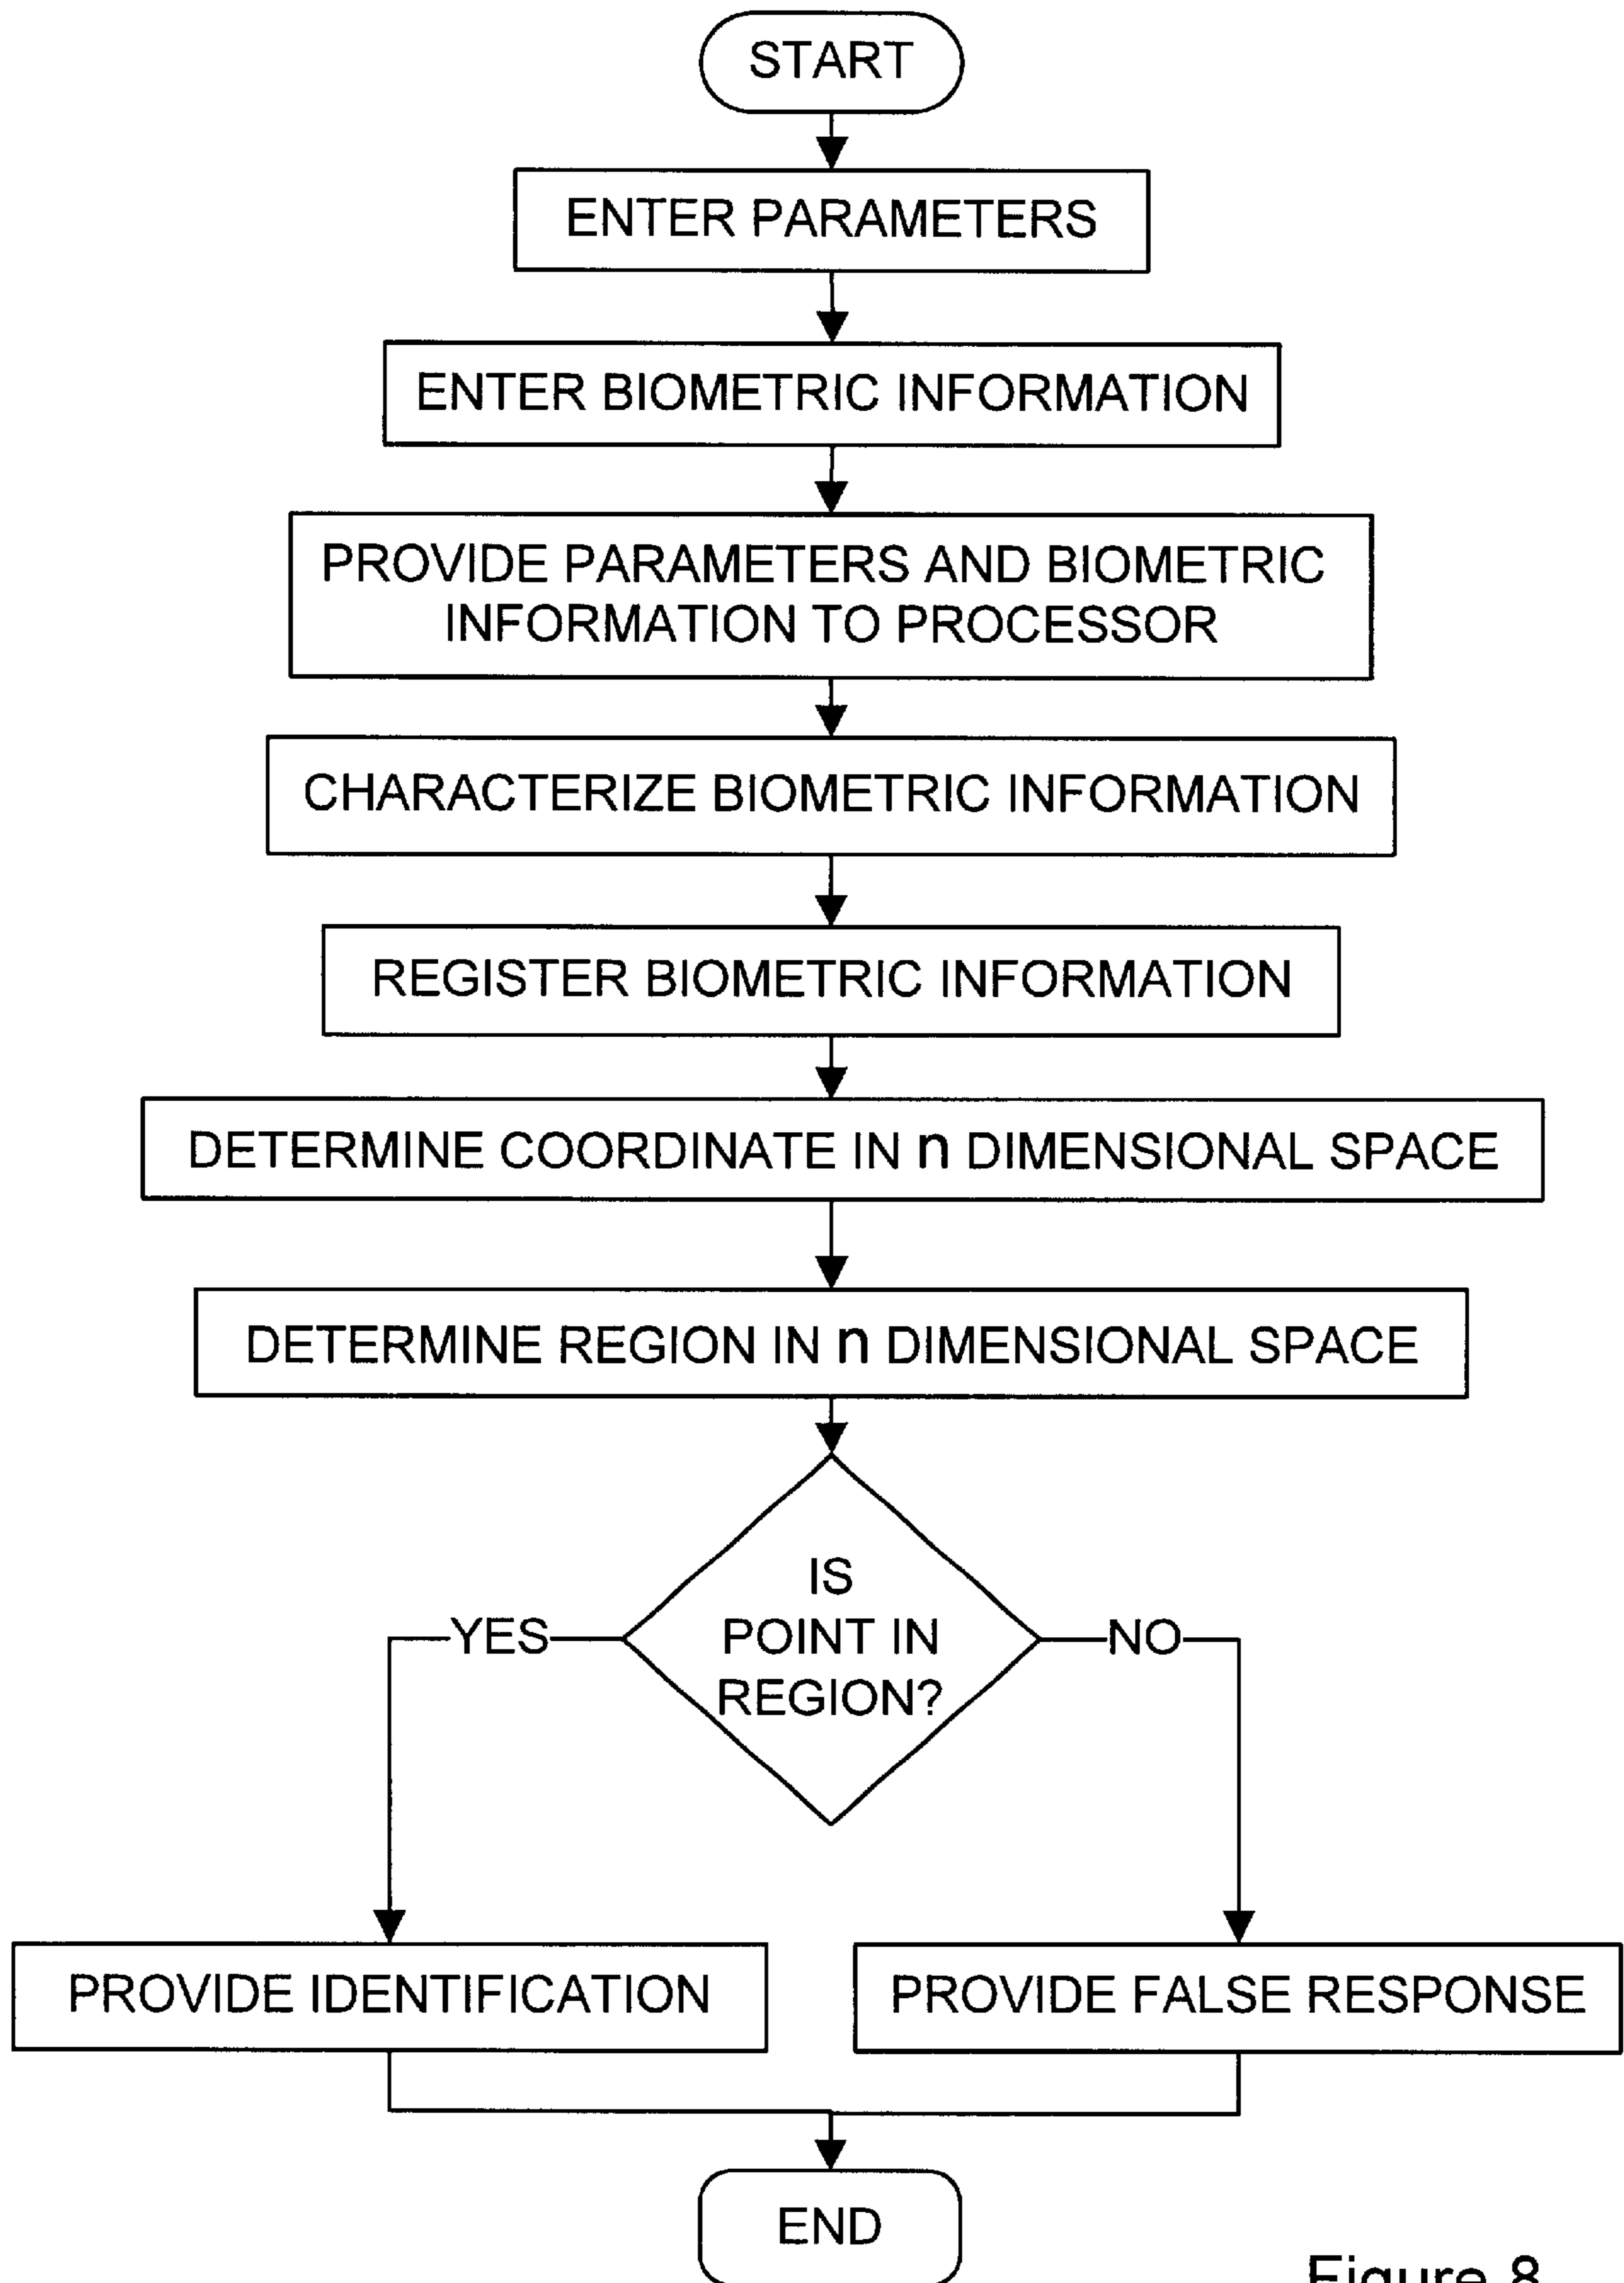 START
ENTER PARAMETERS
ENTER BIOMETRIC INFORMATION
PROVIDE PARAMETERS AND BIOMETRIC
INFORMATION TO PROCESSOR
CHARACTERIZE BIOMETRIC INFORMATION
REGISTER BIOMETRIC INFORMATION
DETERMINE COORDINATE IN n DIMENSIONAL SPACE
DETERMINE REGION IN n DIMENSIONAL SPACE
IS
POINT IN
REGION?
YES
NO
PROVIDE IDENTIFICATION
PROVIDE FALSE RESPONSE
END
Figure 8